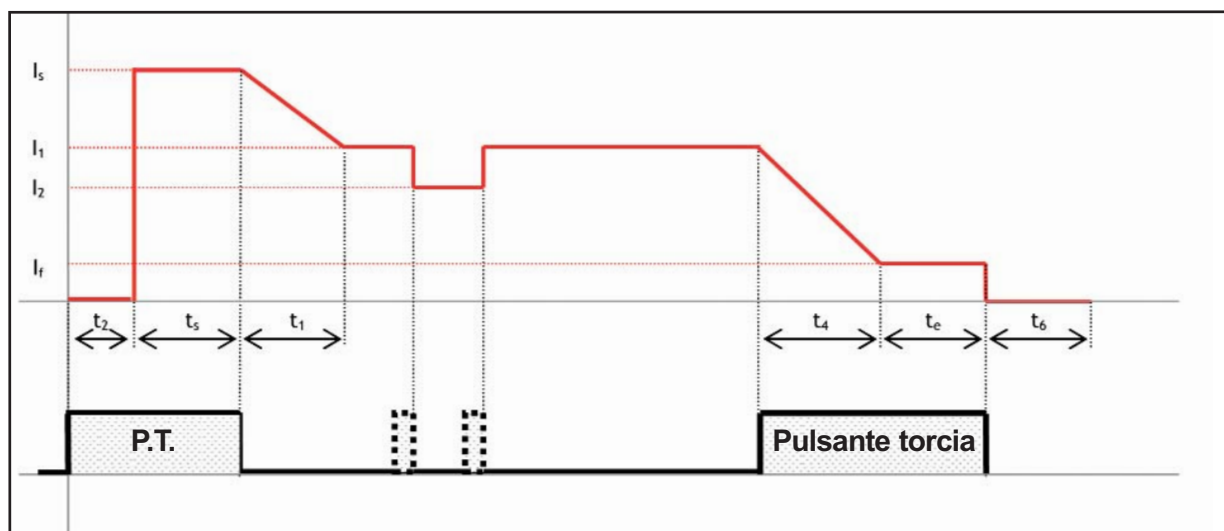 Is
I1
I2
If
t2 ts t1 t4 te t6
P.T. Pulsante torcia